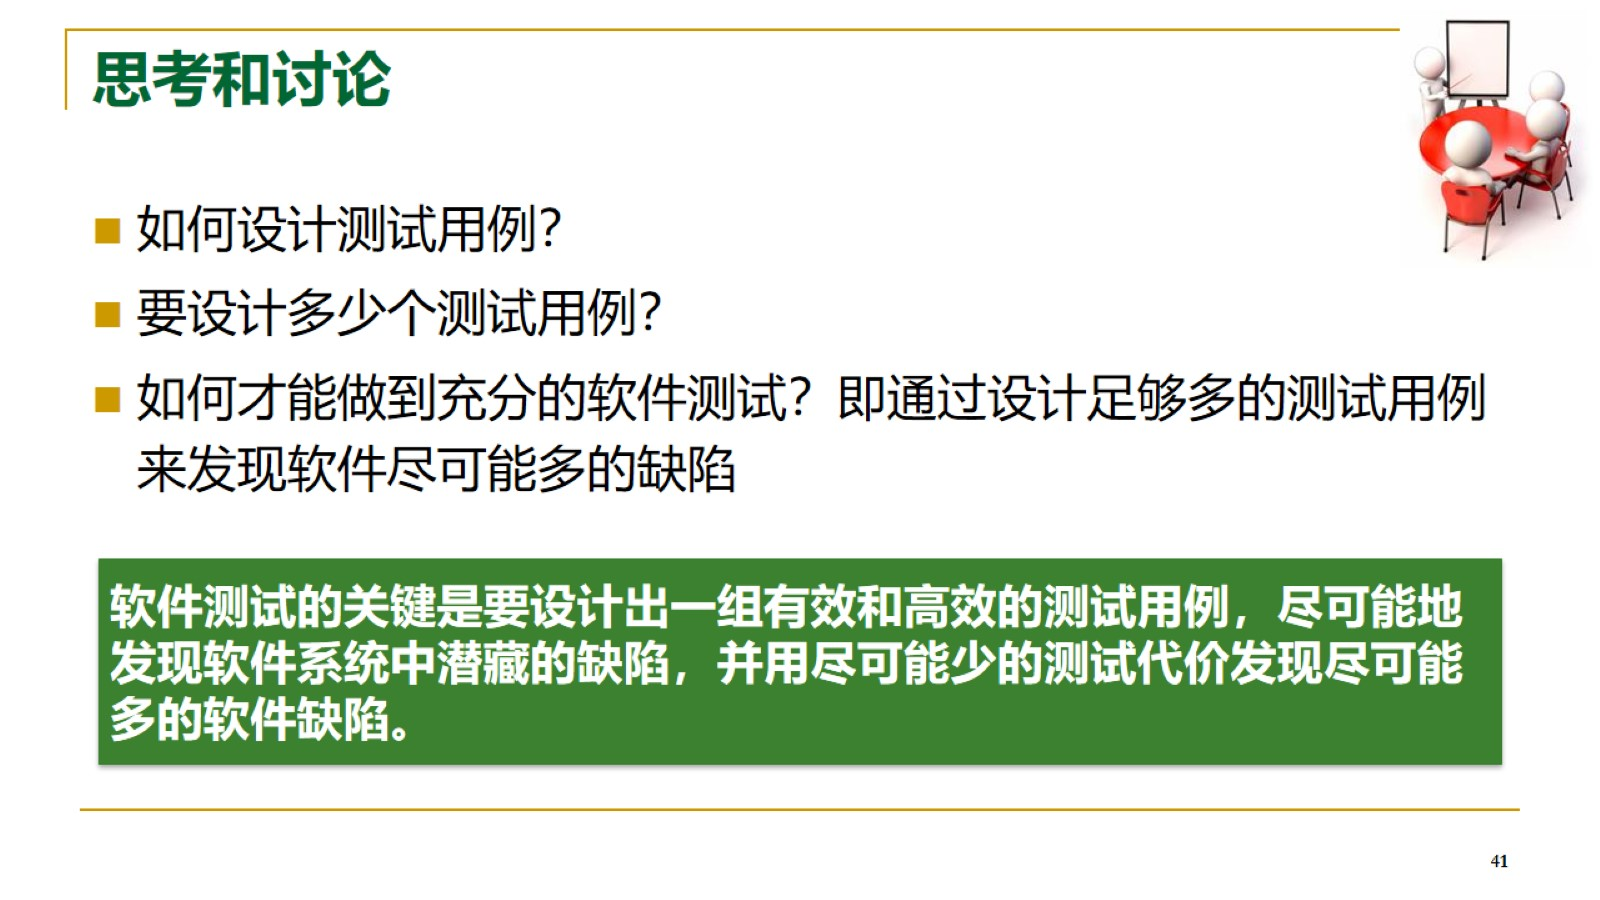 思考和讨论
如何设计测试用例？
要设计多少个测试用例？
如何才能做到充分的软件测试？即通过设计足够多的测试用例
来发现软件尽可能多的缺陷
软件测试的关键是要设计出一组有效和高效的测试用例，尽可能地
发现软件系统中潜藏的缺陷，并用尽可能少的测试代价发现尽可能
多的软件缺陷。
41